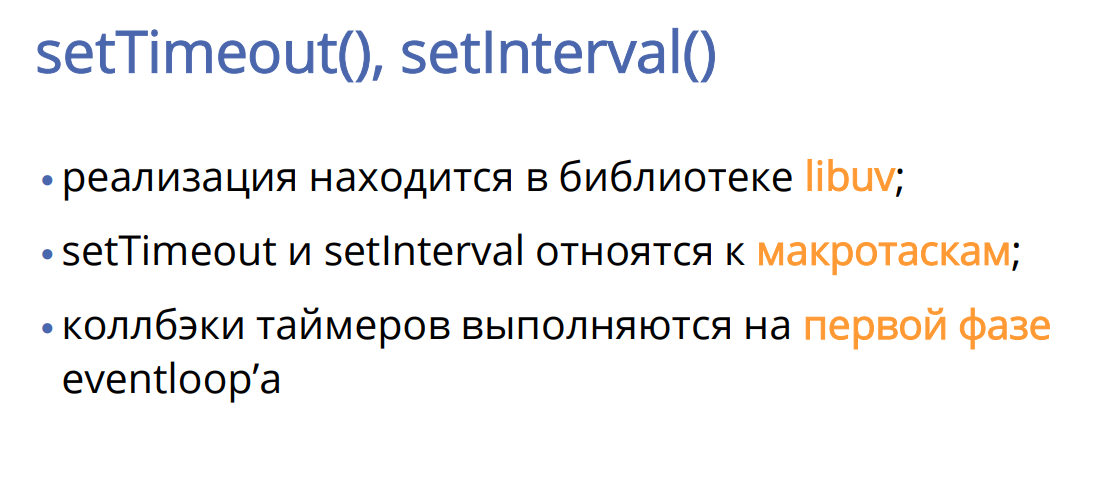 setTimeout(), setInterval()
• реализация находится в библиотеке libuv;
• setTimeout и setInterval отноятся к макротаскам;
• коллбэки таймеров выполняются на первой фазе
eventloop’а